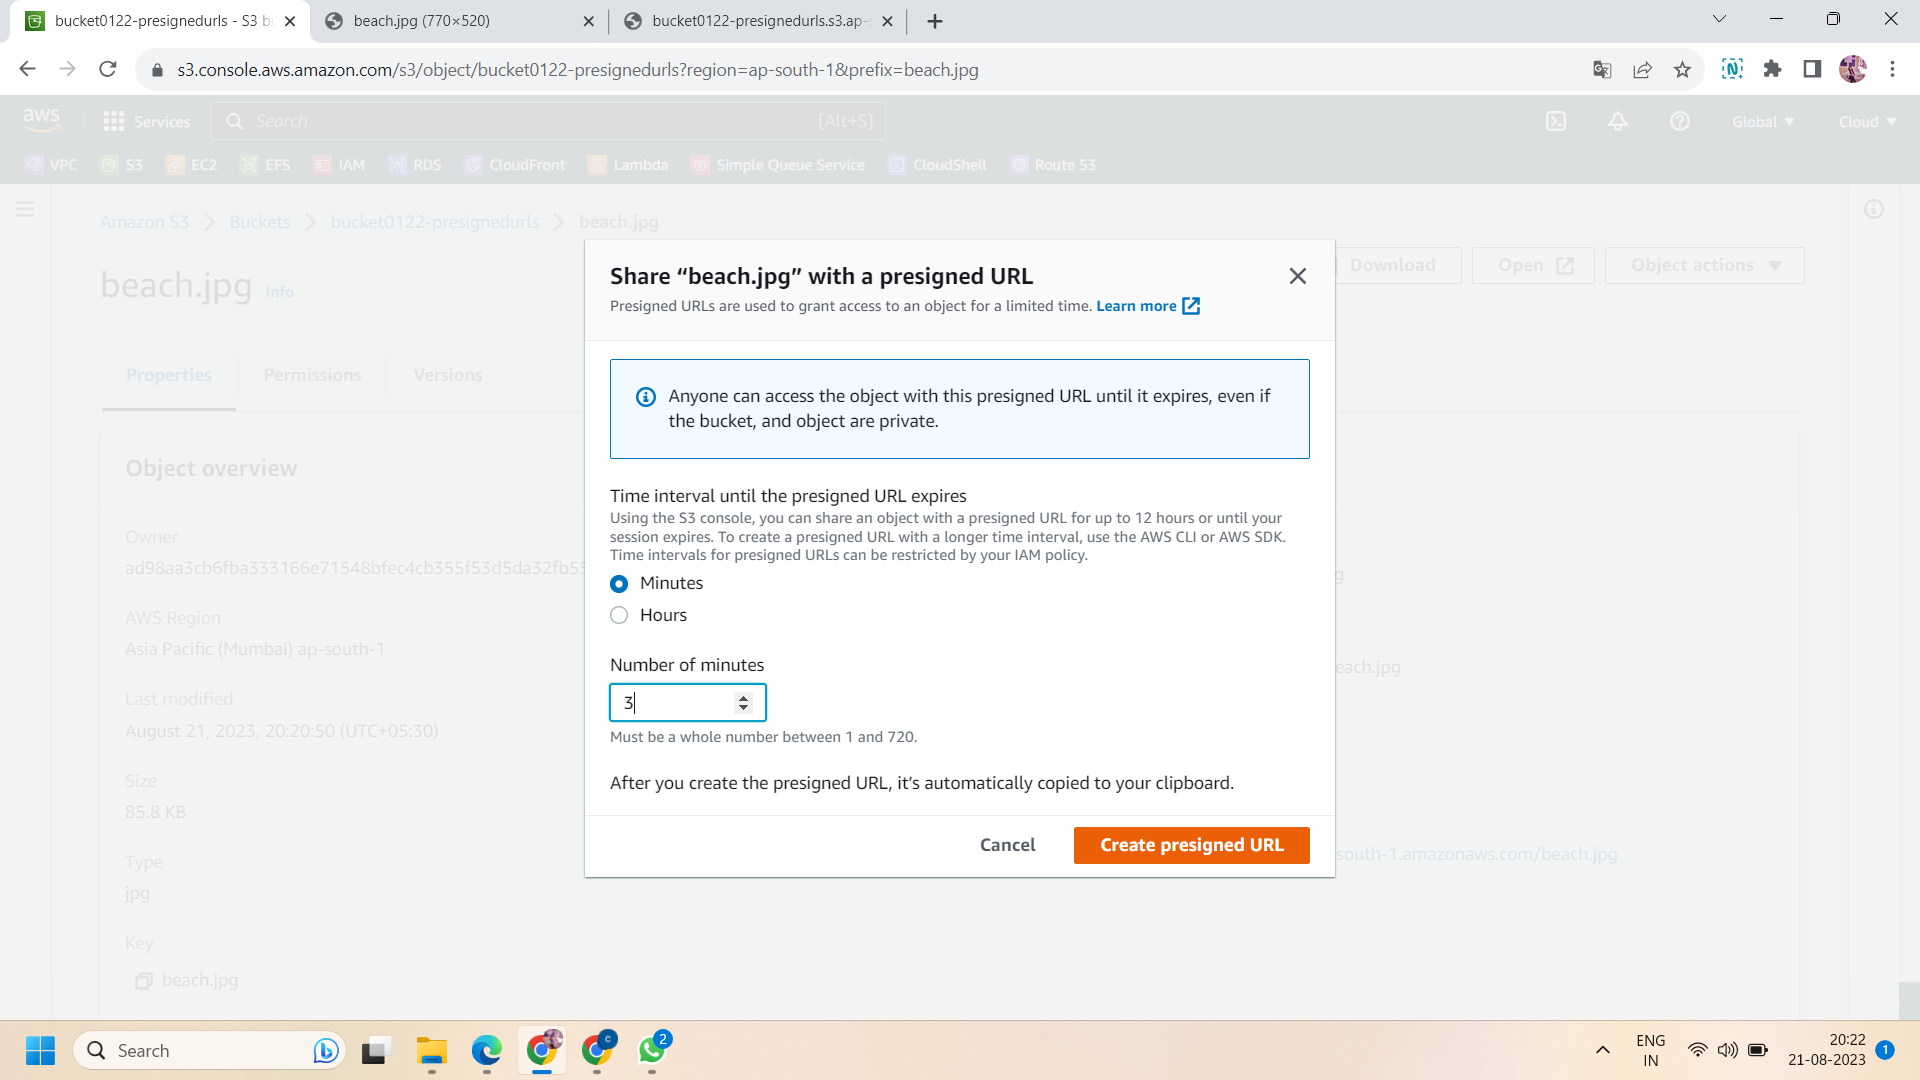 bucket0122-presignedurls - S3 b
beach.jpg (770×520)
bucket0122-presignedurls.s3.ap-
s3.console.aws.amazon.com/s3/object/bucket0122-presignedurls?region=ap-south-1&prefix=beach.jpg
aws
Services
Search
[Alt+S]
Global
Cloud
VPC
S3
EC2
EFS
IAM
RDS
CloudFront
Lambda
Simple Queue Service
CloudShell
Route 53
Amazon S3
Buckets
bucket0122-presignedurls
beach.jpg
beach.jpg
Info
Download
Open
Object actions
Properties
Permissions
Versions
Object overview
Owner
ad98aa3cb6fba333166e71548bfec4cb355f53d5da32fb55
AWS Region
Asia Pacific (Mumbai) ap-south-1
Last modified
August 21, 2023, 20:20:50 (UTC+05:30)
Size
85.8 KB
Type
jpg
Key
beach.jpg
g
each.jpg
south-1.amazonaws.com/beach.jpg
Share “beach.jpg” with a presigned URL
Presigned URLs are used to grant access to an object for a limited time. Learn more
Anyone can access the object with this presigned URL until it expires, even if
the bucket, and object are private.
Time interval until the presigned URL expires
Using the S3 console, you can share an object with a presigned URL for up to 12 hours or until your
session expires. To create a presigned URL with a longer time interval, use the AWS CLI or AWS SDK.
Time intervals for presigned URLs can be restricted by your IAM policy.
Minutes
Hours
Number of minutes
3
Must be a whole number between 1 and 720.
After you create the presigned URL, it’s automatically copied to your clipboard.
Cancel
Create presigned URL
Search
C
2
ENG
IN
20:22
21-08-2023
1